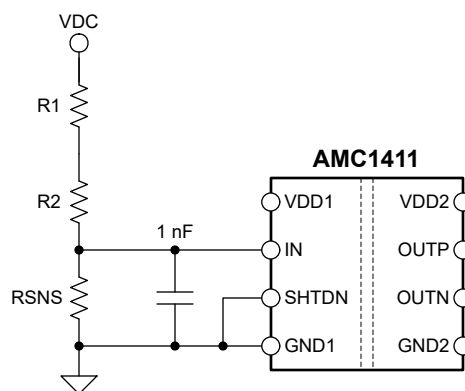 VDC
R1
AMC1411
R2
VDD1
VDD2
1 nF
IN
OUTP
RSNS
SHTDN
OUTN
GND1
GND2